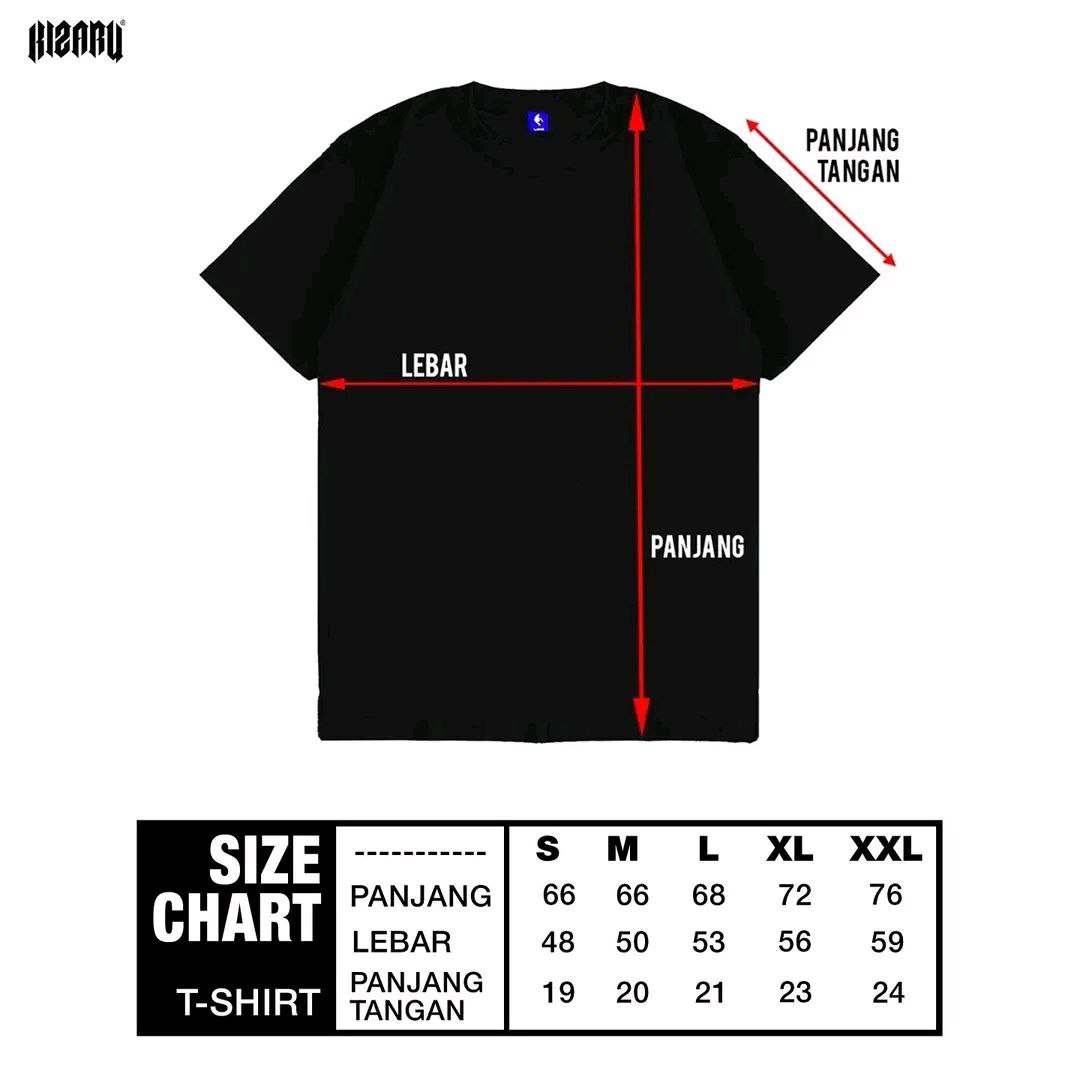 KIZARU®
PANJANG
TANGAN
LEBAR
PANJANG
SIZE
CHART
T-SHIRT
----------- S M L XL XXL
PANJANG 66 66 68 72 76
LEBAR 48 50 53 56 59
PANJANG
TANGAN 19 20 21 23 24